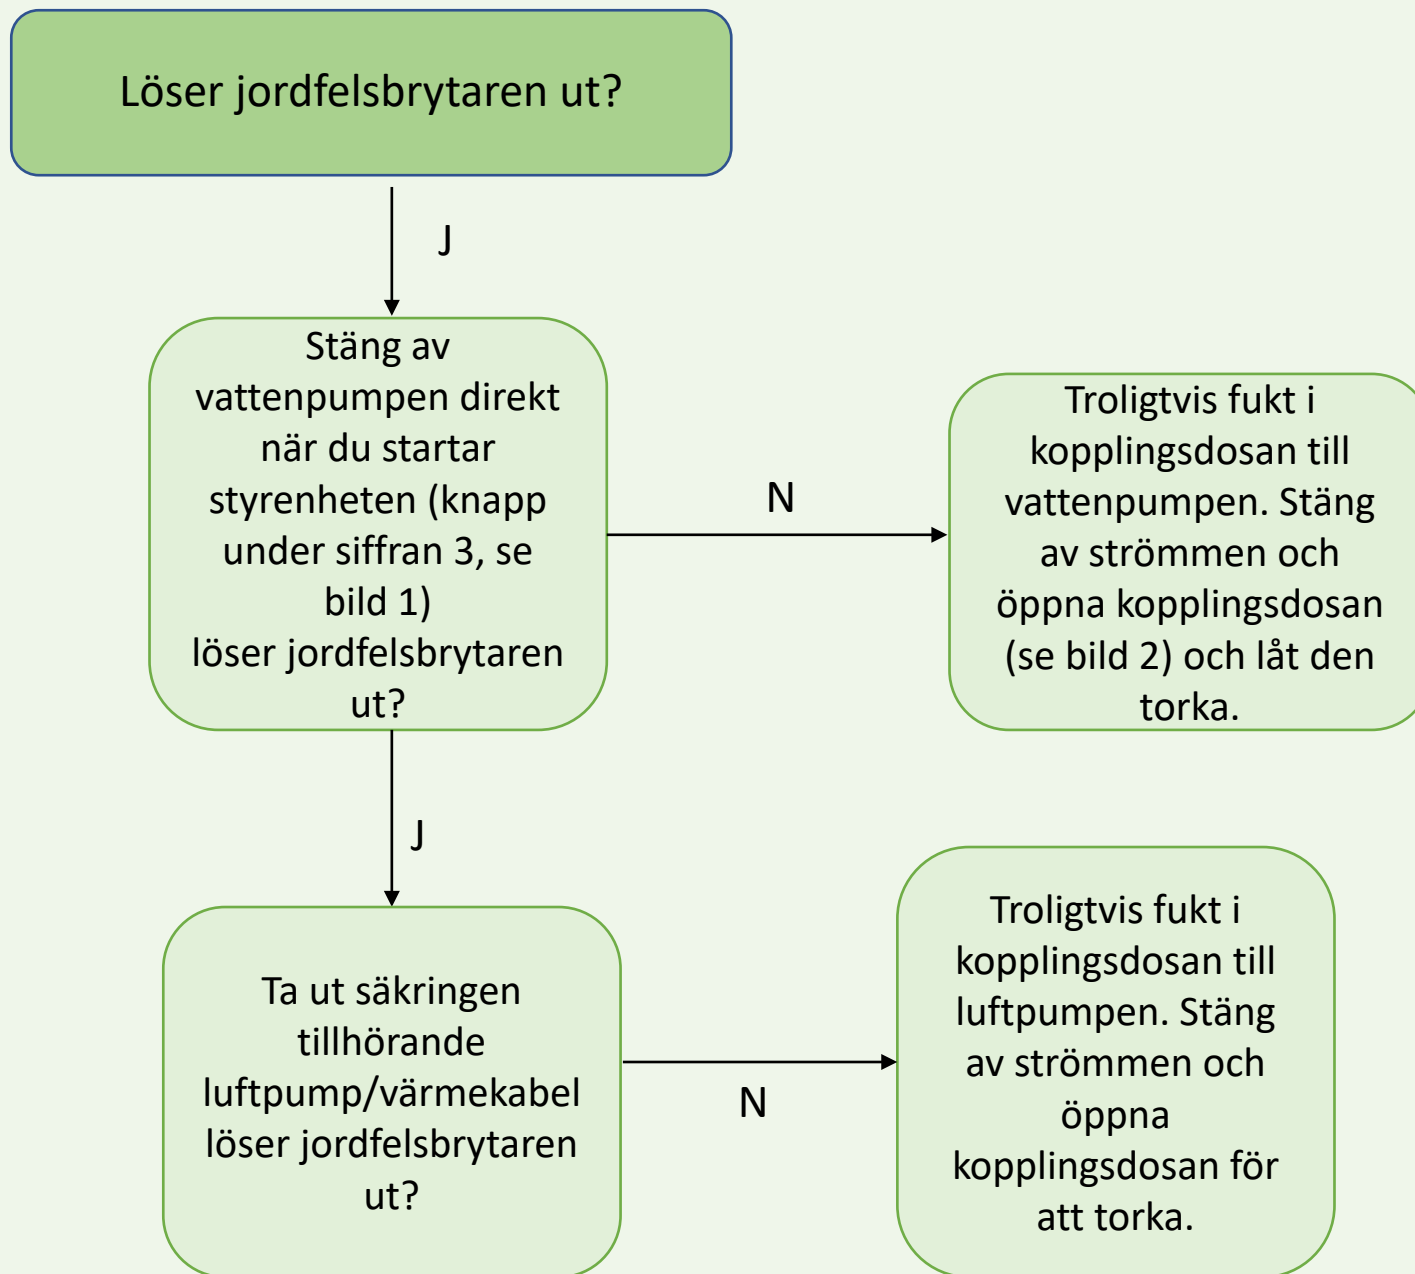 Löser jordfelsbrytaren ut?
J
Stäng av
vattenpumpen direkt
när du startar
styrenheten (knapp
under siffran 3, se
bild 1)
löser jordfelsbrytaren
ut?
N
Troligtvis fukt i
kopplingsdosan till
vattenpumpen. Stäng
av strömmen och
öppna kopplingsdosan
(se bild 2) och låt den
torka.
J
Ta ut säkringen
tillhörande
luftpump/värmekabel
löser jordfelsbrytaren
ut?
N
Troligtvis fukt i
kopplingsdosan till
luftpumpen. Stäng
av strömmen och
öppna
kopplingsdosan för
att torka.